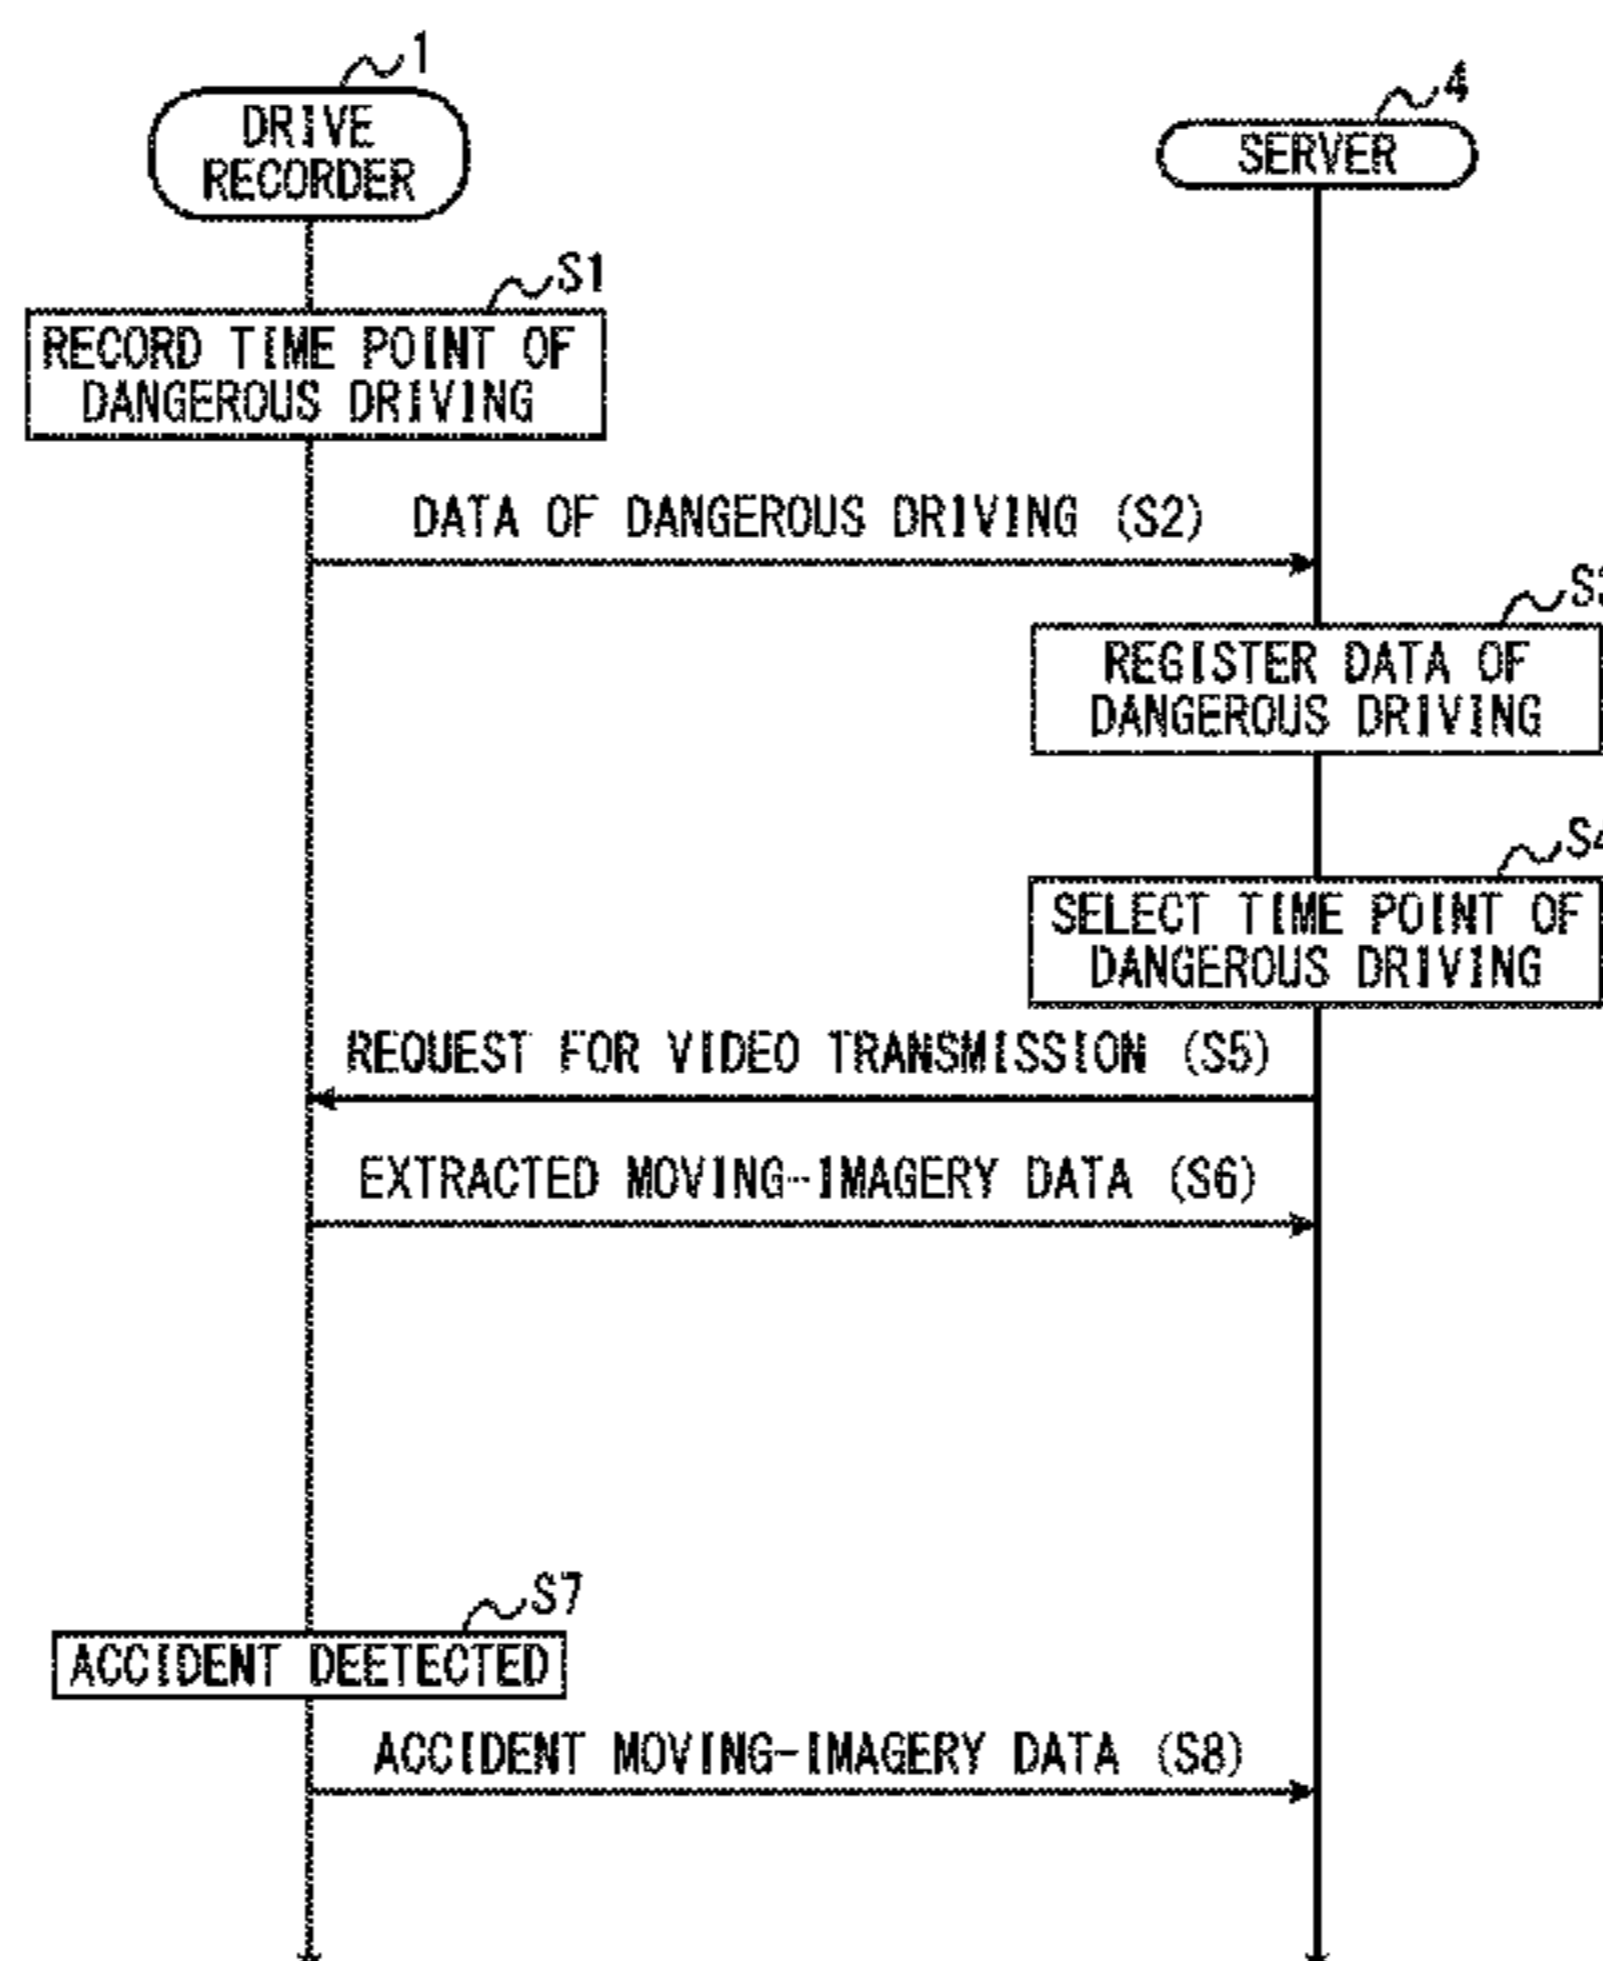 1
DRIVE
RECORDER
4
SERVER
S1
RECORD TIME POINT OF
DANGEROUS DRIVING
DATA OF DANGEROUS DRIVING (S2)
S3
REGISTER DATA OF
DANGEROUS DRIVING
S4
SELECT TIME POINT OF
DANGEROUS DRIVING
REQUEST FOR VIDEO TRANSMISSION (S5)
EXTRACTED MOVING-IMAGERY DATA (S6)
S7
ACCIDENT DEETECTED
ACCIDENT MOVING-IMAGERY DATA (S8)